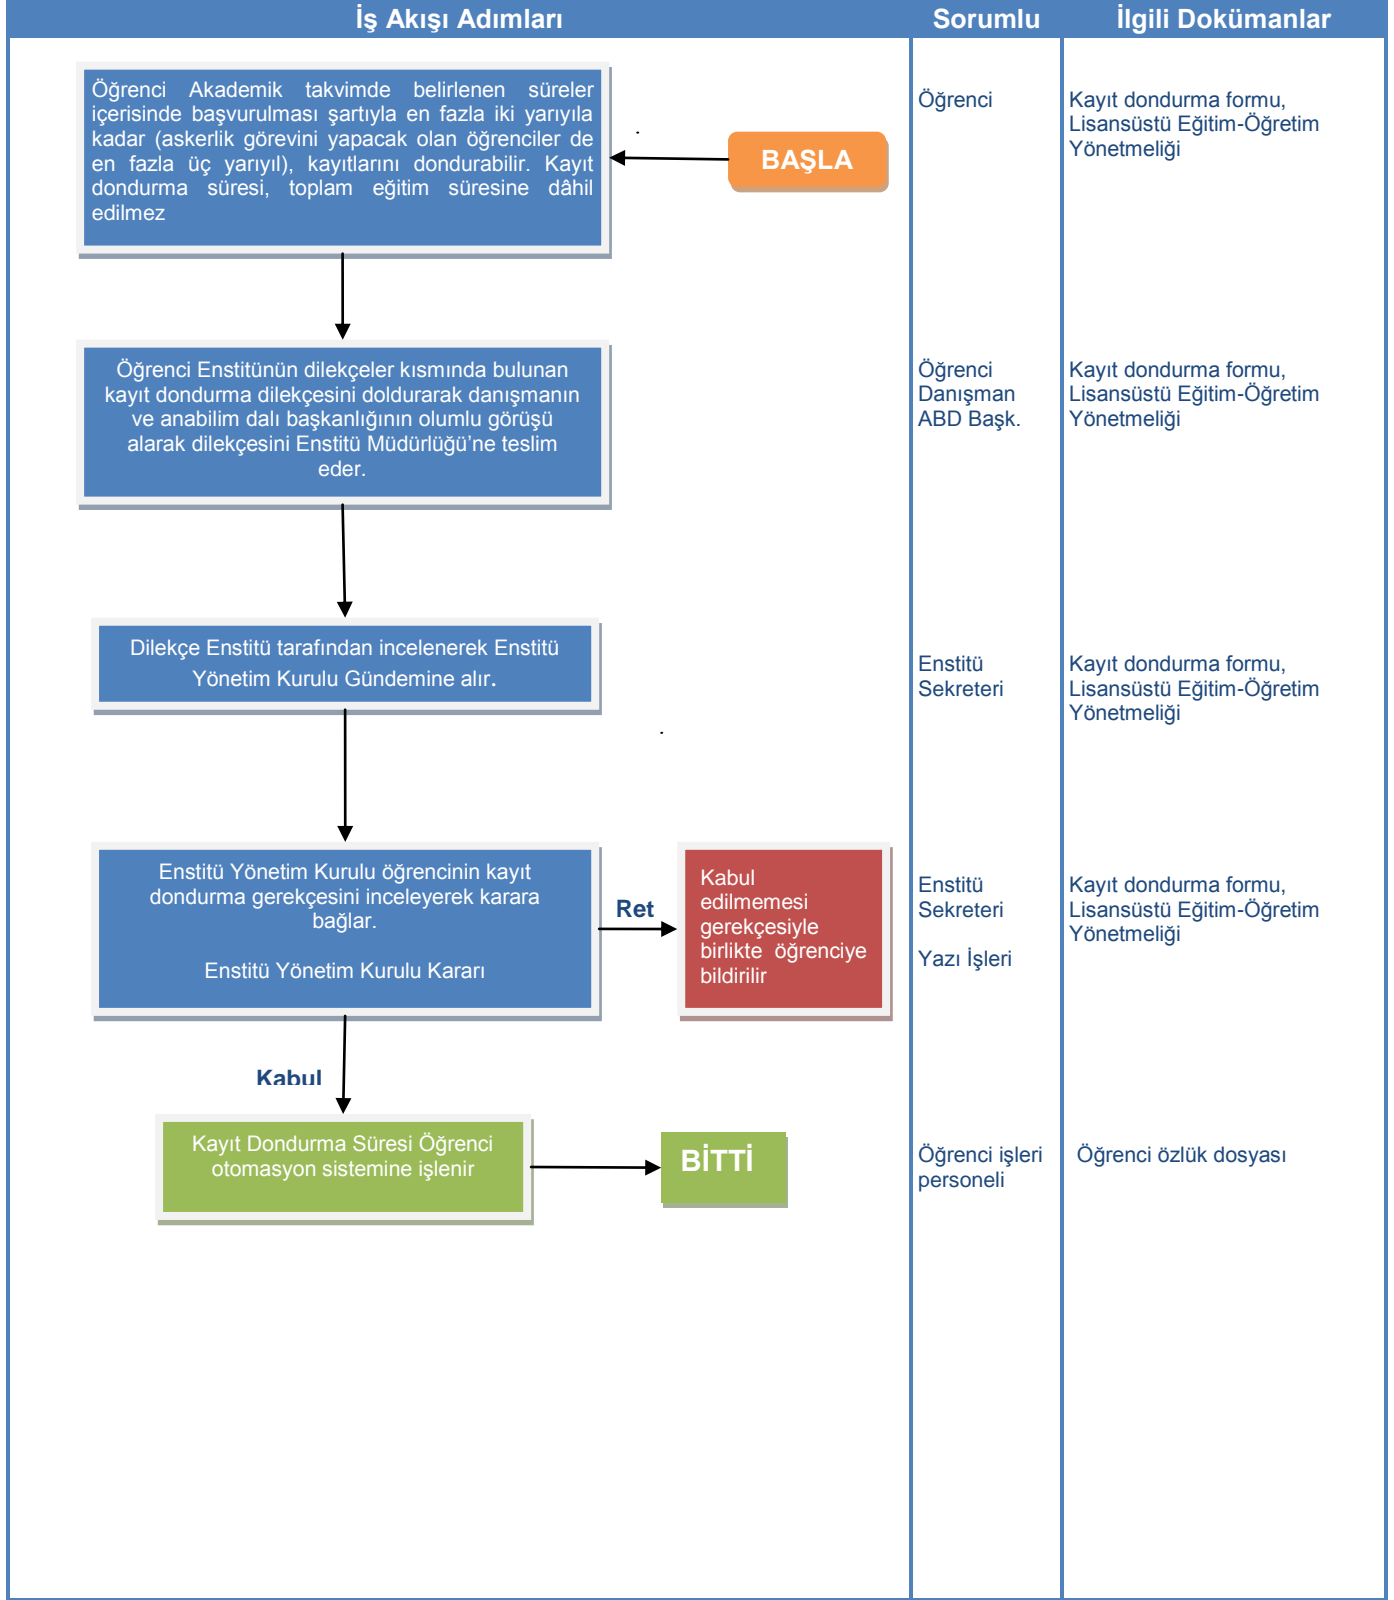 İş Akışı Adımları
Sorumlu
İlgili Dokümanlar
Öğrenci Akademik takvimde belirlenen süreler
içerisinde başvurulması şartıyla en fazla iki yarıyıla
kadar (askerlik görevini yapacak olan öğrenciler de
en fazla üç yarıyıl), kayıtlarını dondurabilir. Kayıt
dondurma süresi, toplam eğitim süresine dâhil
edilmez
.
BAŞLA
Öğrenci
Kayıt dondurma formu,
Lisansüstü Eğitim-Öğretim
Yönetmeliği
Öğrenci Enstitünün dilekçeler kısmında bulunan
kayıt dondurma dilekçesini doldurarak danışmanın
ve anabilim dalı başkanlığının olumlu görüşü
alarak dilekçesini Enstitü Müdürlüğü’ne teslim
eder.
Öğrenci
Danışman
ABD Başk.
Kayıt dondurma formu,
Lisansüstü Eğitim-Öğretim
Yönetmeliği
Dilekçe Enstitü tarafından incelenerek Enstitü
Yönetim Kurulu Gündemine alır.
.
Enstitü
Sekreteri
Kayıt dondurma formu,
Lisansüstü Eğitim-Öğretim
Yönetmeliği
Enstitü Yönetim Kurulu öğrencinin kayıt
dondurma gerekçesini inceleyerek karara
bağlar.
Enstitü Yönetim Kurulu Kararı
Ret
Kabul
edilmemesi
gerekçesiyle
birlikte öğrenciye
bildirilir
Enstitü
Sekreteri
Yazı İşleri
Kayıt dondurma formu,
Lisansüstü Eğitim-Öğretim
Yönetmeliği
Kabul
Kayıt Dondurma Süresi Öğrenci
otomasyon sistemine işlenir
BİTTİ
Öğrenci işleri
personeli
Öğrenci özlük dosyası